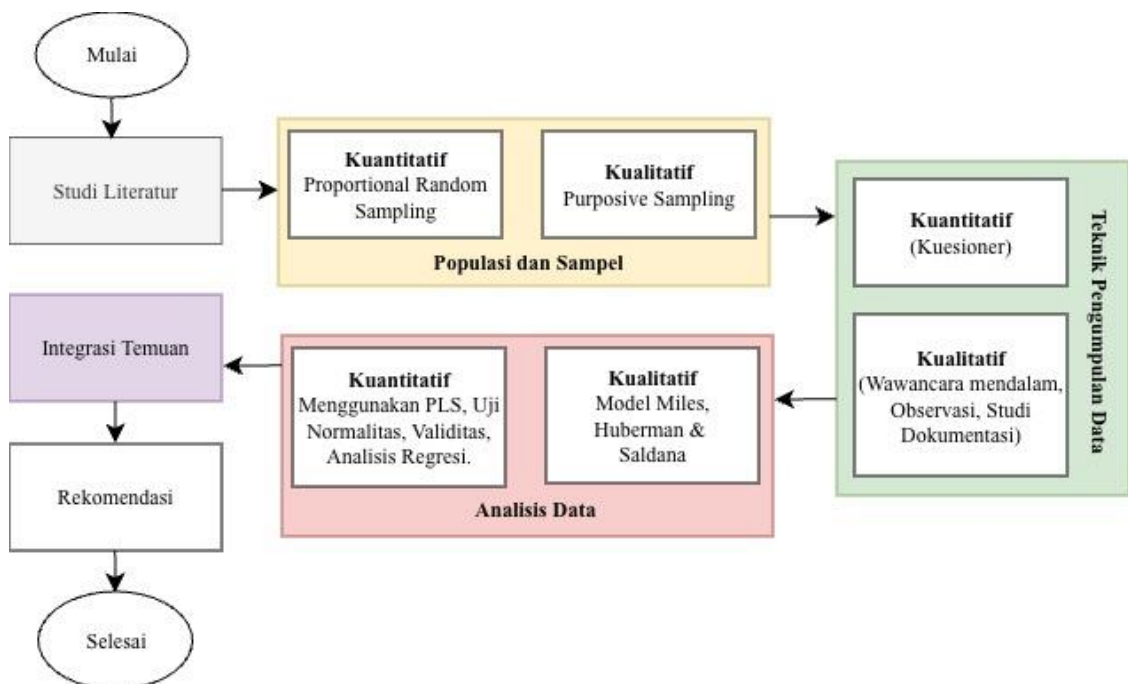 Mulai
Studi Literatur
Kuantitatif
Proportional Random
Sampling
Kualitatif
Purposive Sampling
Populasi dan Sampel
Kuantitatif
(Kuesioner)
Kualitatif
(Wawancara mendalam,
Observasi, Studi
Dokumentasi)
Teknik Pengumpulan Data
Kuantitatif
Menggunakan PLS, Uji
Normalitas, Validitas,
Analisis Regresi.
Kualitatif
Model Miles,
Huberman &
Saldana
Analisis Data
Integrasi Temuan
Rekomendasi
Selesai